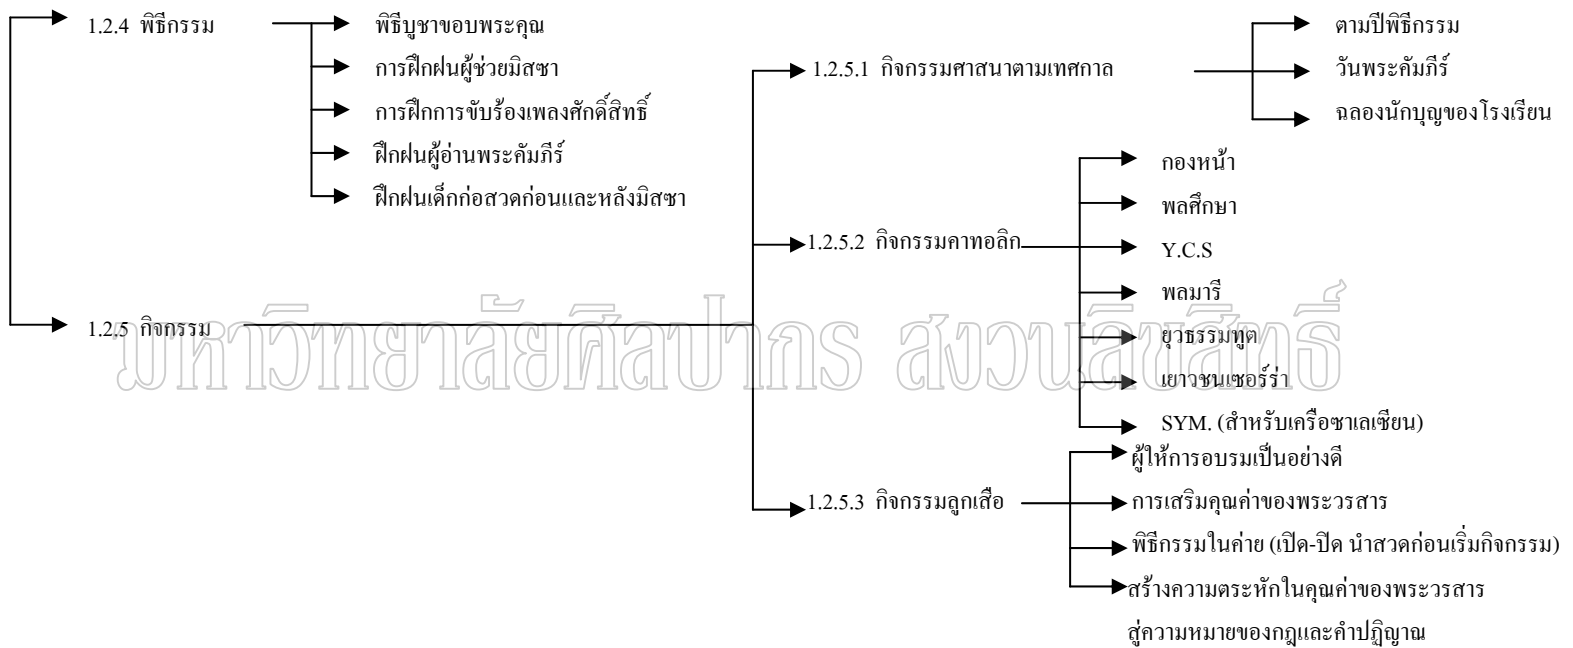 1.2.4 พิธีกรรม
พิธีบูชาขอบพระคุณ
การฝึกฝนผู้ช่วยมิสซา
การฝึกการขับร้องเพลงศักดิ์สิทธิ์
ฝึกฝนผู้อ่านพระคัมภีร์
ฝึกฝนเด็กก่อสวดก่อนและหลังมิสซา
1.2.5 กิจกรรม
1.2.5.1 กิจกรรมศาสนาตามเทศกาล
ตามปีพิธีกรรม
วันพระคัมภีร์
ฉลองนักบุญของโรงเรียน
1.2.5.2 กิจกรรมคาทอลิก
กองหน้า
พลศึกษา
Y.C.S
พลมารี
ยุวธรรมทูต
เยาวชนเซอร์ร่า
SYM. (สำหรับเครือซาเลเซียน)
1.2.5.3 กิจกรรมลูกเสือ
ผู้ให้การอบรมเป็นอย่างดี
การเสริมคุณค่าของพระวรสาร
พิธีกรรมในค่าย (เปิด-ปิด นำสวดก่อนเริ่มกิจกรรม)
สร้างความตระหักในคุณค่าของพระวรสาร
สู่ความหมายของกฎและคำปฏิญาณ
มหาวิทยาลัยศิลปากร สงวนลิขสิทธิ์